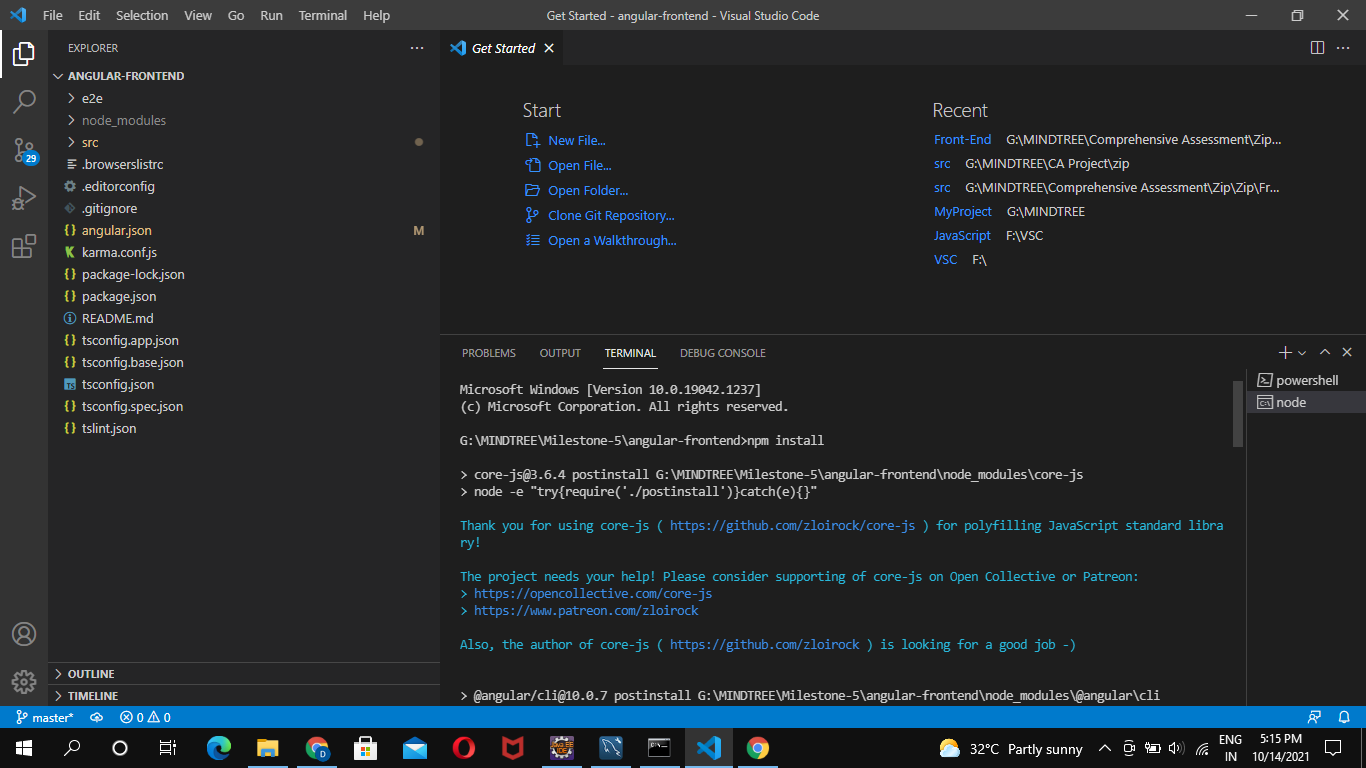 File Edit Selection View Go Run Terminal Help
Get Started - angular-frontend - Visual Studio Code
EXPLORER
ANGULAR-FRONTEND
e2e
node_modules
src
.browserslistrc
.editorconfig
.gitignore
angular.json M
karma.conf.js
package-lock.json
package.json
README.md
tsconfig.app.json
tsconfig.base.json
TS tsconfig.json
tsconfig.spec.json
tslint.json
OUTLINE
TIMELINE
29
Get Started
Start
New File...
Open File...
Open Folder...
Clone Git Repository...
Open a Walkthrough...
Recent
Front-End G:\MINDTREE\Comprehensive Assessment\Zip...
src G:\MINDTREE\CA Project\zip
src G:\MINDTREE\Comprehensive Assessment\Zip\Zip\Fr...
MyProject G:\MINDTREE
JavaScript F:\VSC
VSC F:\
PROBLEMS OUTPUT TERMINAL DEBUG CONSOLE
powershell
node
Microsoft Windows [Version 10.0.19042.1237]
(c) Microsoft Corporation. All rights reserved.
G:\MINDTREE\Milestone-5\angular-frontend>npm install
> core-js@3.6.4 postinstall G:\MINDTREE\Milestone-5\angular-frontend\node_modules\core-js
> node -e "try{require('./postinstall')}catch(e){}"
Thank you for using core-js ( https://github.com/zloirock/core-js ) for polyfilling JavaScript standard libra
ry!
The project needs your help! Please consider supporting of core-js on Open Collective or Patreon:
> https://opencollective.com/core-js
> https://www.patreon.com/zloirock
Also, the author of core-js ( https://github.com/zloirock ) is looking for a good job -)
> @angular/cli@10.0.7 postinstall G:\MINDTREE\Milestone-5\angular-frontend\node_modules\@angular\cli
master* 0 0
32°C Partly sunny
ENG
IN
5:15 PM
10/14/2021